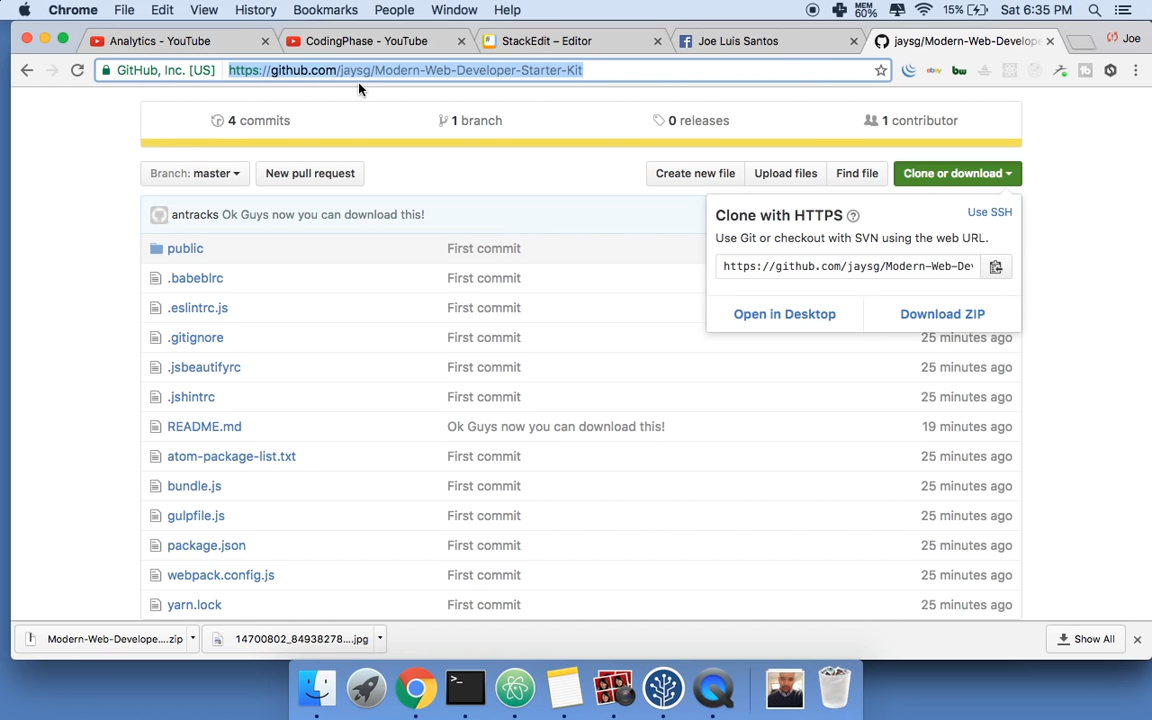 Chrome File Edit View History Bookmarks People Window Help MEM 60% 15% Sat 6:35 PM
Analytics - YouTube CodingPhase - YouTube StackEdit – Editor Joe Luis Santos jaysg/Modern-Web-Develope Joe
GitHub, Inc. [US] https://github.com/jaysg/Modern-Web-Developer-Starter-Kit
4 commits 1 branch 0 releases 1 contributor
Branch: master New pull request Create new file Upload files Find file Clone or download
antracks Ok Guys now you can download this!
Clone with HTTPS ? Use SSH
Use Git or checkout with SVN using the web URL.
https://github.com/jaysg/Modern-Web-Dev
Open in Desktop Download ZIP
public First commit
.babeblrc First commit
.eslintrc.js First commit
.gitignore First commit 25 minutes ago
.jsbeautifyrc First commit 25 minutes ago
.jshintrc First commit 25 minutes ago
README.md Ok Guys now you can download this! 19 minutes ago
atom-package-list.txt First commit 25 minutes ago
bundle.js First commit 25 minutes ago
gulpfile.js First commit 25 minutes ago
package.json First commit 25 minutes ago
webpack.config.js First commit 25 minutes ago
yarn.lock First commit 25 minutes ago
Modern-Web-Develope....zip 14700802_84938278....jpg Show All